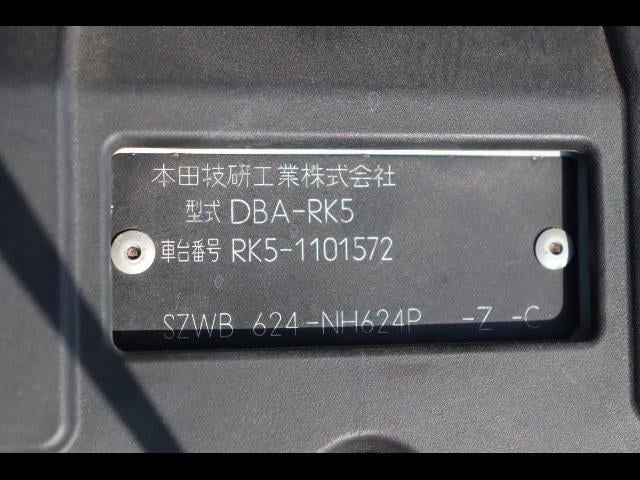 本田技研工業株式会社
型式 DBA-RK5
車台番号 RK5-1101572
SZWB 624-NH624P -Z -C